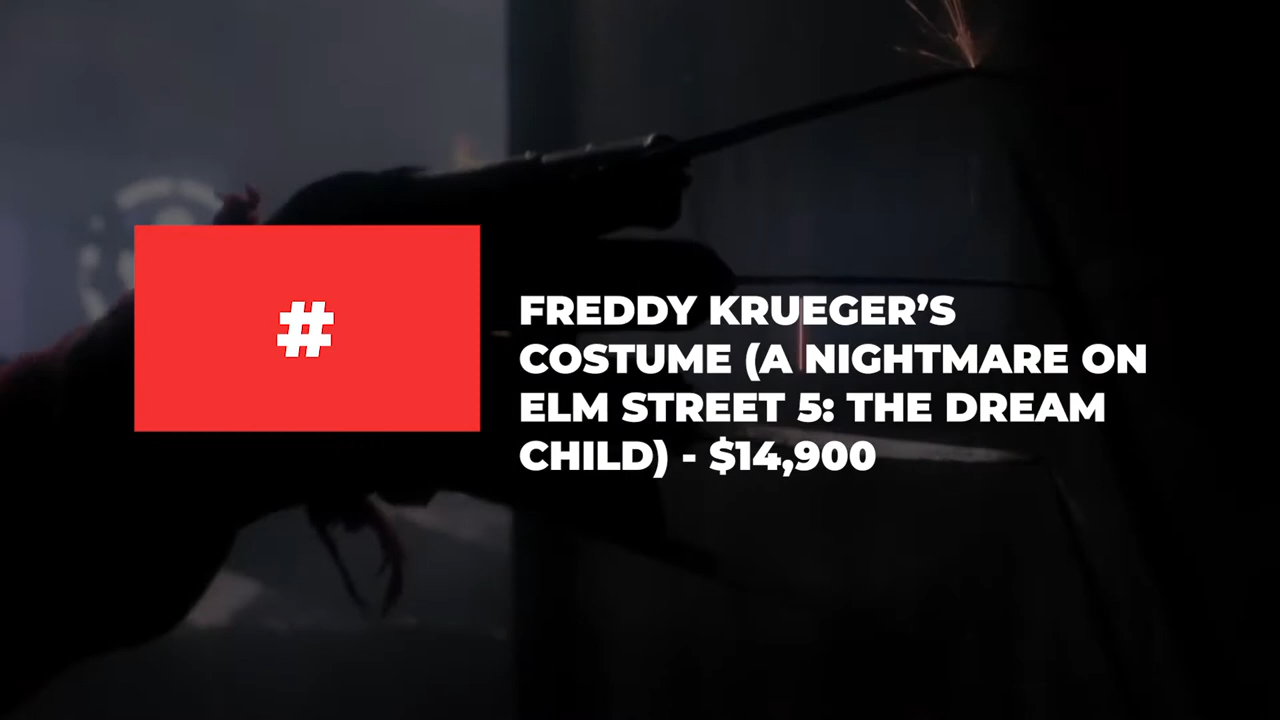 #
FREDDY KRUEGER’S
COSTUME (A NIGHTMARE ON
ELM STREET 5: THE DREAM
CHILD) - $14,900